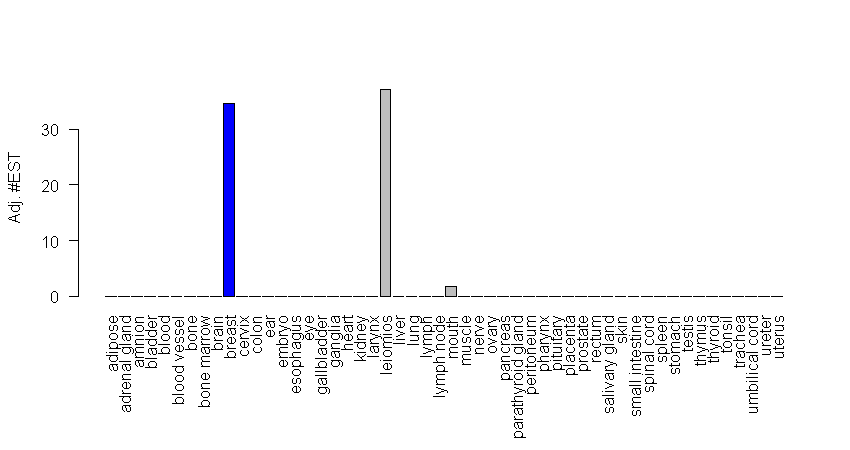 Adj. #EST
30
20
10
0
adipose
adrenal gland
amnion
bladder
blood
blood vessel
bone
bone marrow
brain
breast
cervix
colon
ear
embryo
esophagus
eye
gallbladder
ganglia
heart
kidney
larynx
leiomios
liver
lung
lymph
lymph node
mouth
muscle
nerve
ovary
pancreas
parathyroid gland
peritoneum
pharynx
pituitary
placenta
prostate
rectum
salivary gland
skin
small intestine
spinal cord
spleen
stomach
testis
thymus
thyroid
tonsil
trachea
umbilical cord
ureter
uterus